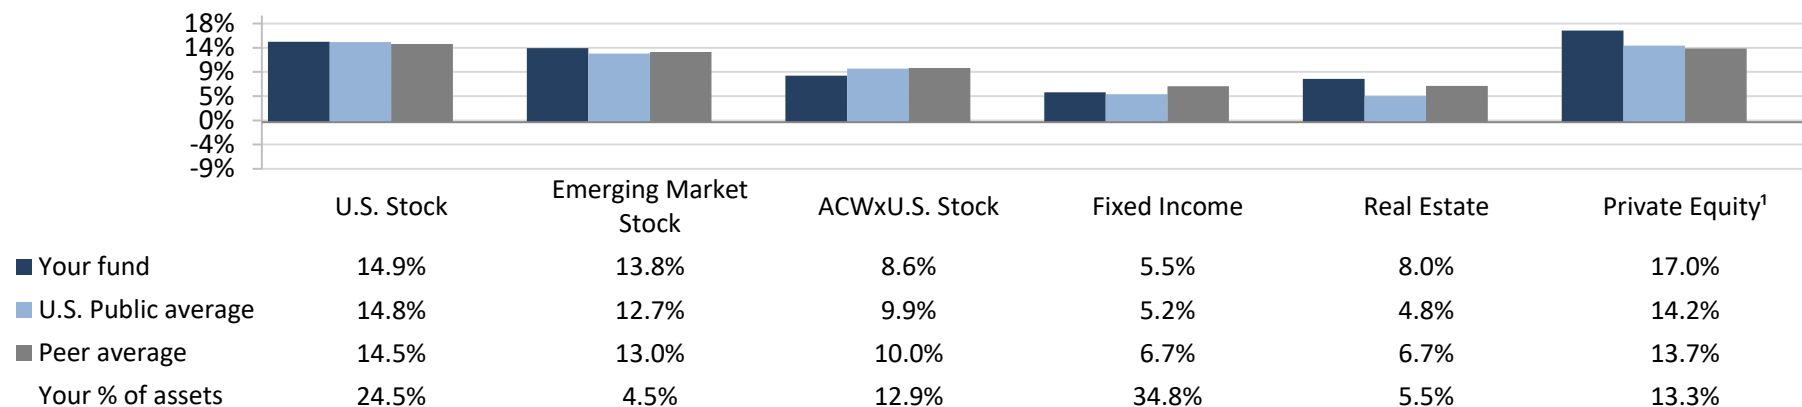 18%
14%
9%
5%
0%
-4%
-9%
U.S. Stock Emerging Market Stock ACWxU.S. Stock Fixed Income Real Estate Private Equity¹
Your fund 14.9% 13.8% 8.6% 5.5% 8.0% 17.0%
U.S. Public average 14.8% 12.7% 9.9% 5.2% 4.8% 14.2%
Peer average 14.5% 13.0% 10.0% 6.7% 6.7% 13.7%
Your % of assets 24.5% 4.5% 12.9% 34.8% 5.5% 13.3%